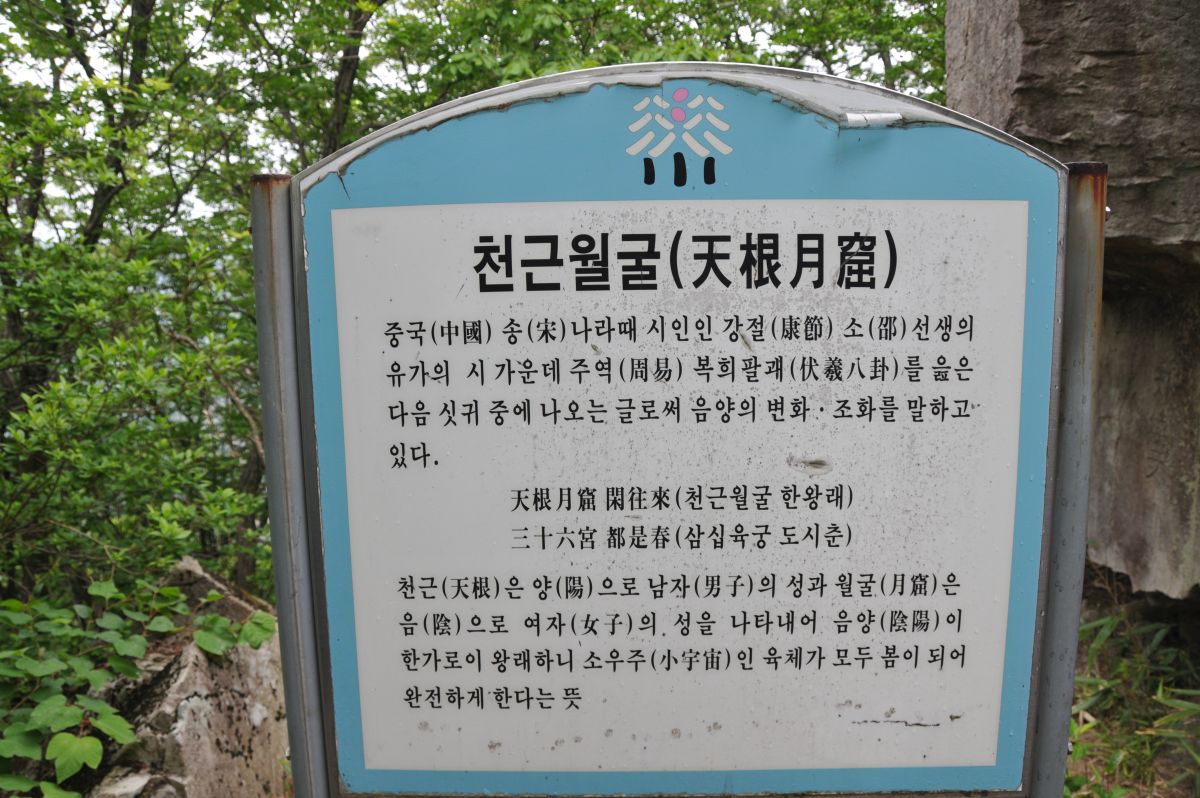 천근월굴(天根月窟)
중국(中國) 송(宋)나라때 시인인 강절(康節) 소(邵)선생의
유가의 시 가운데 주역(周易) 복희팔괘(伏羲八卦)를 읊은
다음 싯귀 중에 나오는 글로써 음양의 변화·조화를 말하고
있다.
天根月窟 閑往來(천근월굴 한왕래)
三十六宮 都是春(삼십육궁 도시춘)
천근(天根)은 양(陽)으로 남자(男子)의 성과 월굴(月窟)은
음(陰)으로 여자(女子)의 성을 나타내어 음양(陰陽)이
한가로이 왕래하니 소우주(小宇宙)인 육체가 모두 봄이 되어
완전하게 한다는 뜻